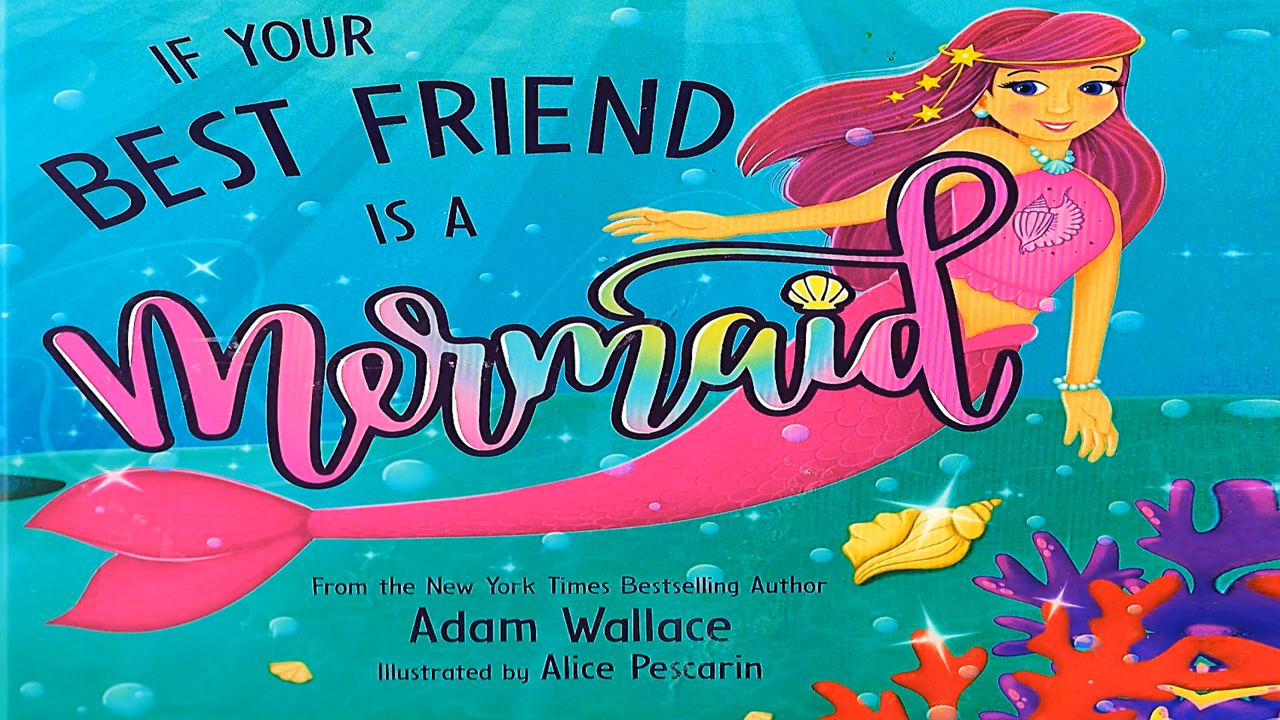 IF YOUR
BEST FRIEND
IS A
Mermaid
From the New York Times Bestselling Author
Adam Wallace
Illustrated by Alice Pescarin